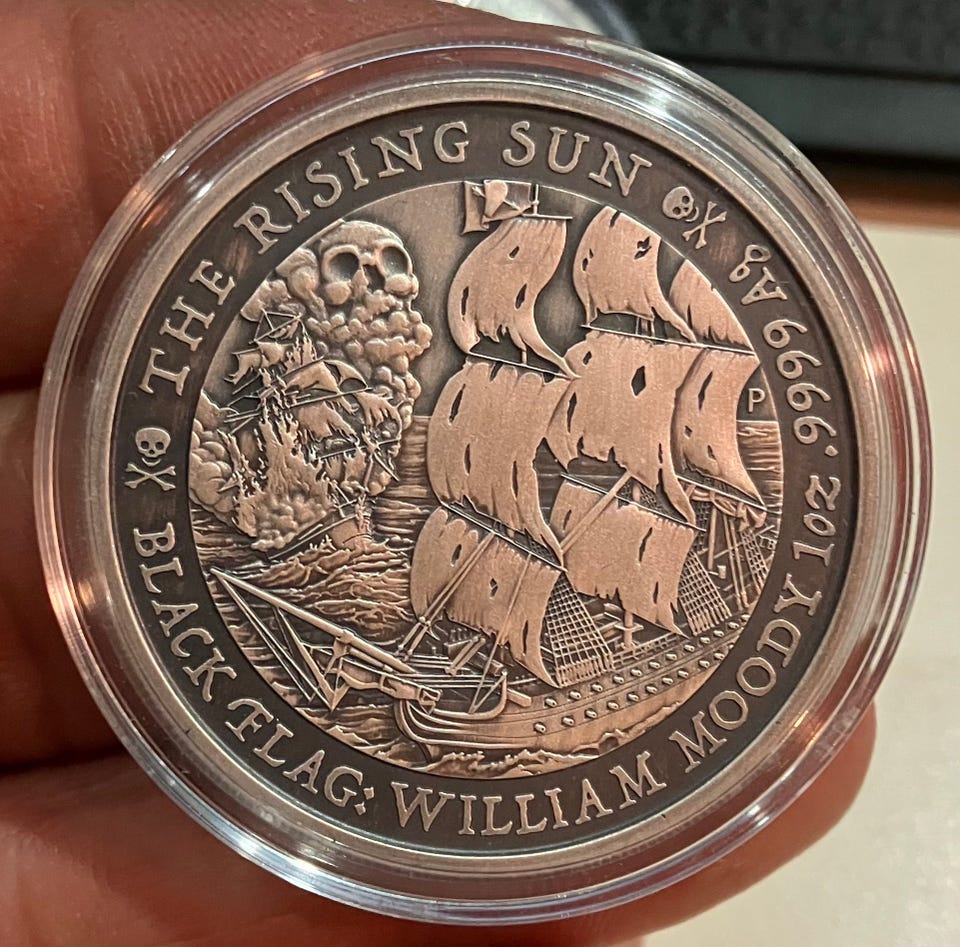 THE RISING SUN
BLACK FLAG: WILLIAM MOODY 1oz .9999 Ag
P